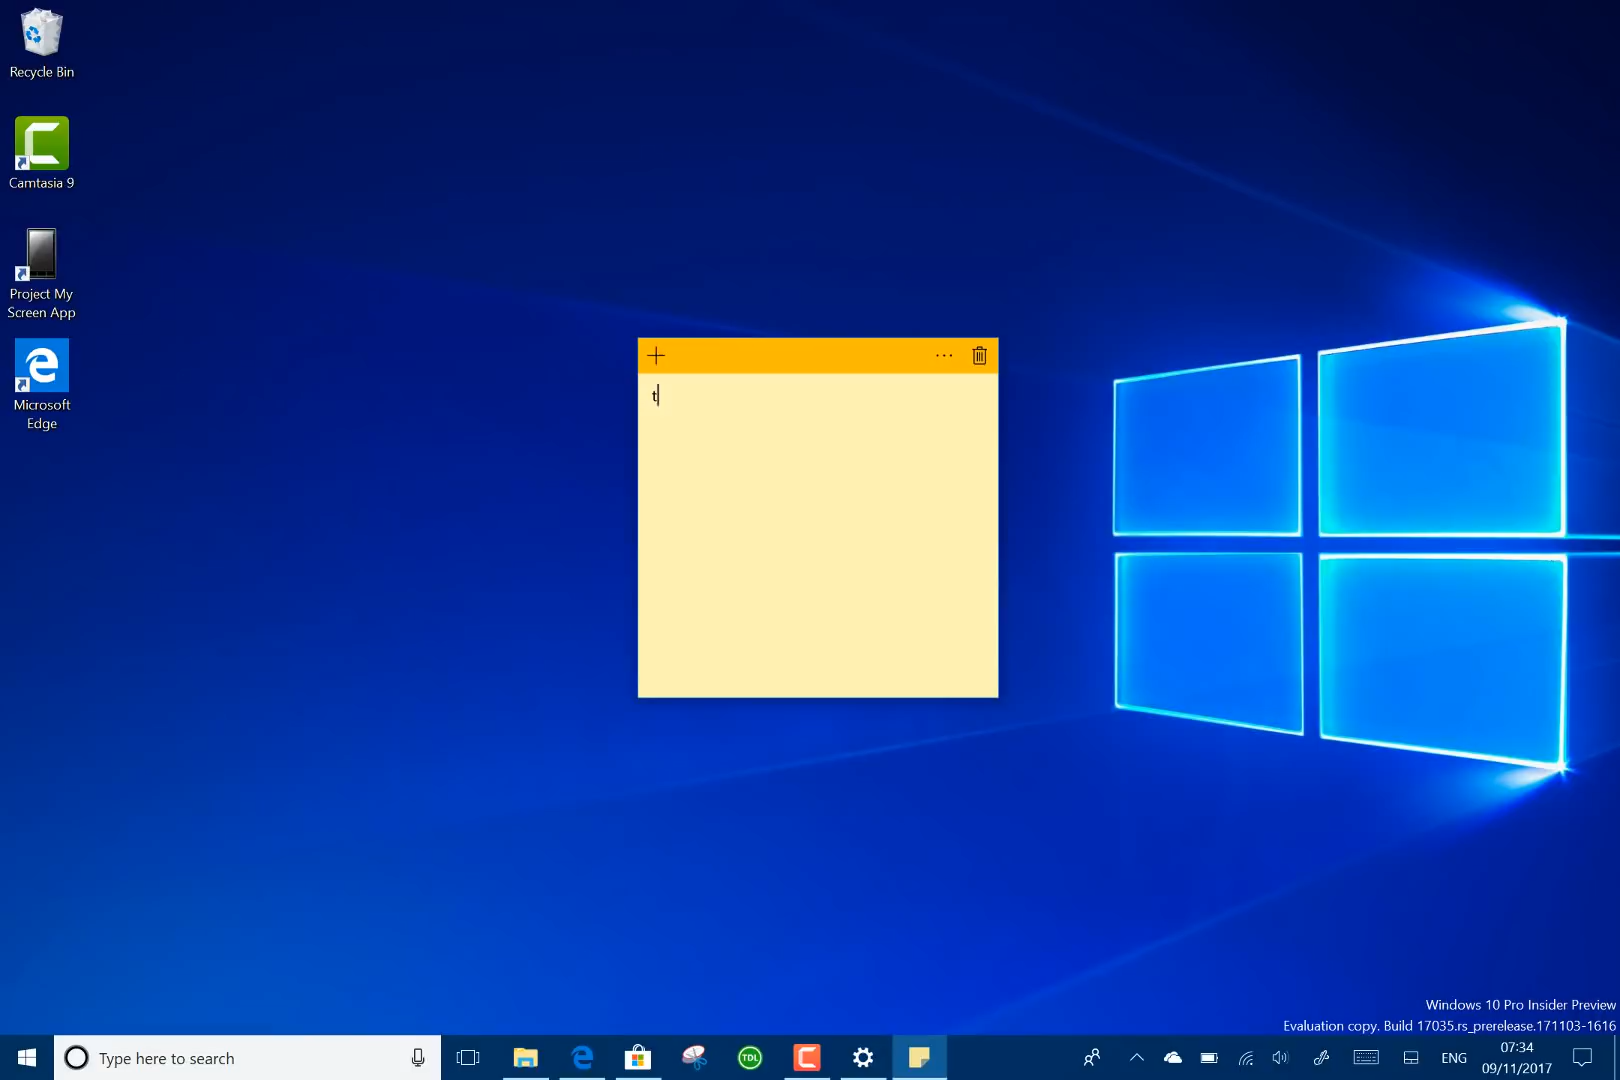 Recycle Bin
Camtasia 9
Project My
Screen App
Microsoft
Edge
t
Windows 10 Pro Insider Preview
Evaluation copy. Build 17035.rs_prerelease.171103-1616
Type here to search
TDL
ENG
07:34
09/11/2017